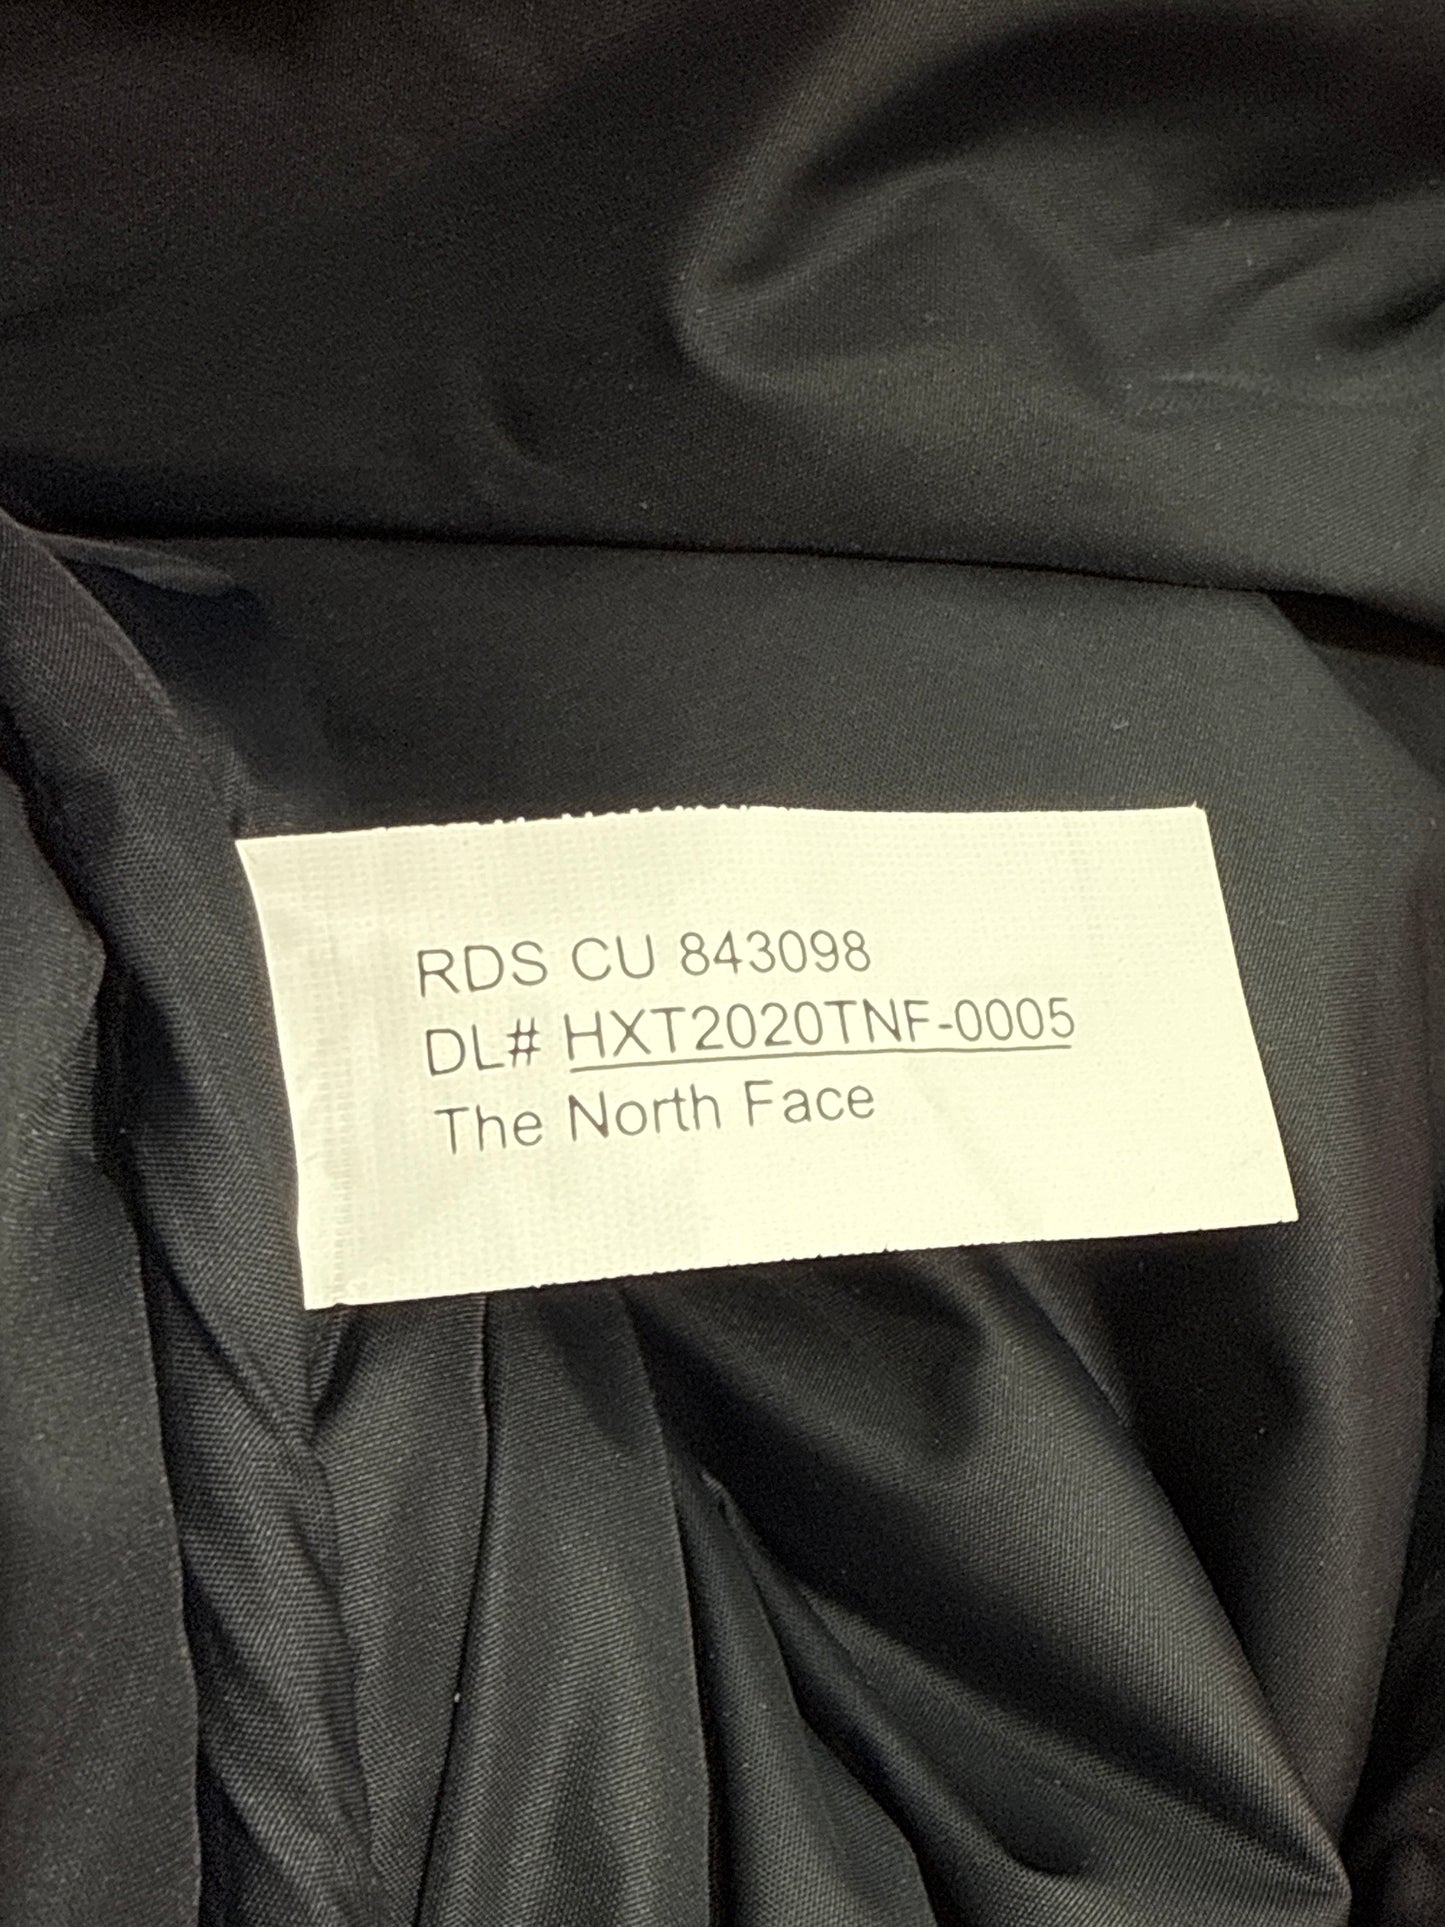 RDS CU 843098
DL# HXT2020TNF-0005
The North Face